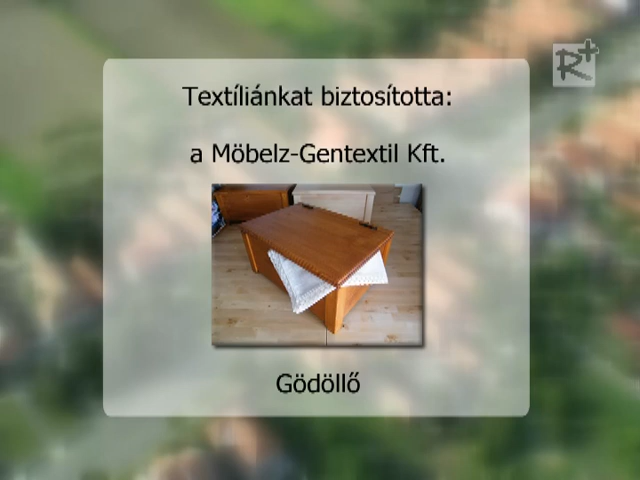 Textíliánkat biztosította:
R+
a Möbelz-Gentextil Kft.
Gödöllő